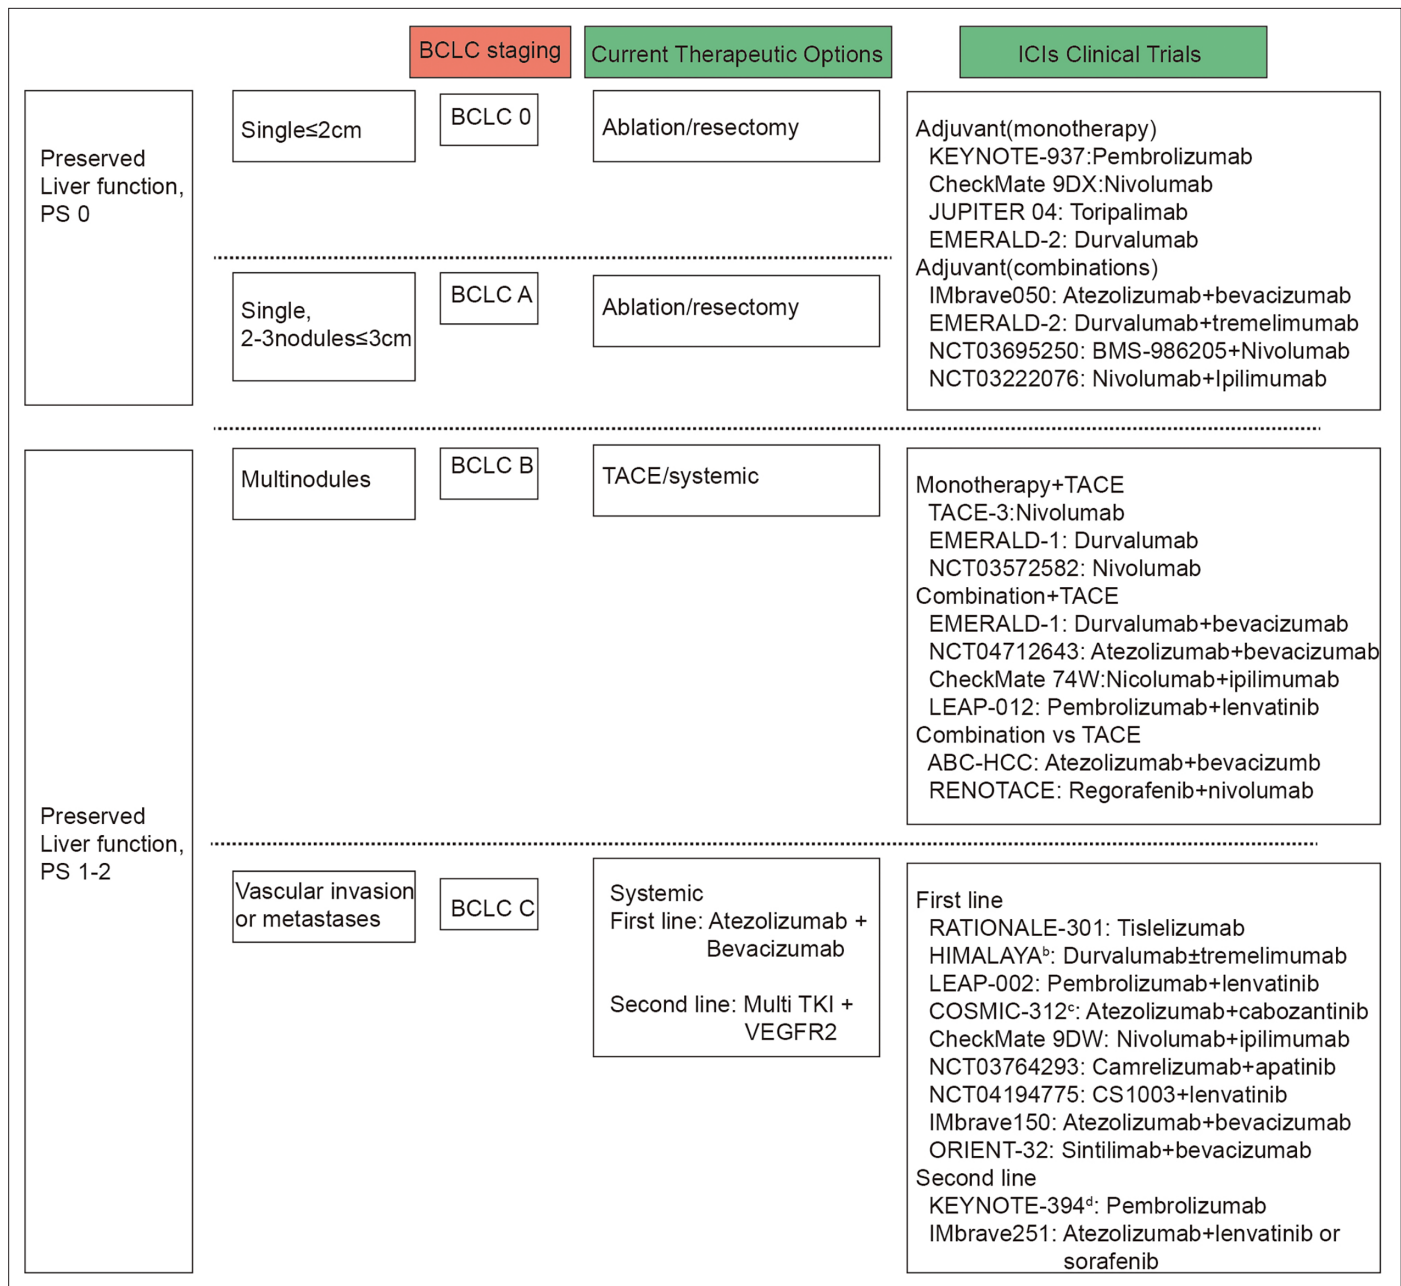 BCLC staging
Current Therapeutic Options
ICIs Clinical Trials
Preserved
Liver function,
PS 0
Single≤2cm
BCLC 0
Ablation/resectomy
Single,
2-3nodules≤3cm
BCLC A
Ablation/resectomy
Adjuvant(monotherapy)
KEYNOTE-937:Pembrolizumab
CheckMate 9DX:Nivolumab
JUPITER 04: Toripalimab
EMERALD-2: Durvalumab
Adjuvant(combinations)
IMbrave050: Atezolizumab+bevacizumab
EMERALD-2: Durvalumab+tremelimumab
NCT03695250: BMS-986205+Nivolumab
NCT03222076: Nivolumab+Ipilimumab
Preserved
Liver function,
PS 1-2
Multinodules
BCLC B
TACE/systemic
Monotherapy+TACE
TACE-3:Nivolumab
EMERALD-1: Durvalumab
NCT03572582: Nivolumab
Combination+TACE
EMERALD-1: Durvalumab+bevacizumab
NCT04712643: Atezolizumab+bevacizumab
CheckMate 74W:Nicolumab+ipilimumab
LEAP-012: Pembrolizumab+lenvatinib
Combination vs TACE
ABC-HCC: Atezolizumab+bevacizumb
RENOTACE: Regorafenib+nivolumab
Vascular invasion
or metastases
BCLC C
Systemic
First line: Atezolizumab +
Bevacizumab
Second line: Multi TKI +
VEGFR2
First line
RATIONALE-301: Tislelizumab
HIMALAYAᵇ: Durvalumab±tremelimumab
LEAP-002: Pembrolizumab+lenvatinib
COSMIC-312ᶜ: Atezolizumab+cabozantinib
CheckMate 9DW: Nivolumab+ipilimumab
NCT03764293: Camrelizumab+apatinib
NCT04194775: CS1003+lenvatinib
IMbrave150: Atezolizumab+bevacizumab
ORIENT-32: Sintilimab+bevacizumab
Second line
KEYNOTE-394ᵈ: Pembrolizumab
IMbrave251: Atezolizumab+lenvatinib or
sorafenib